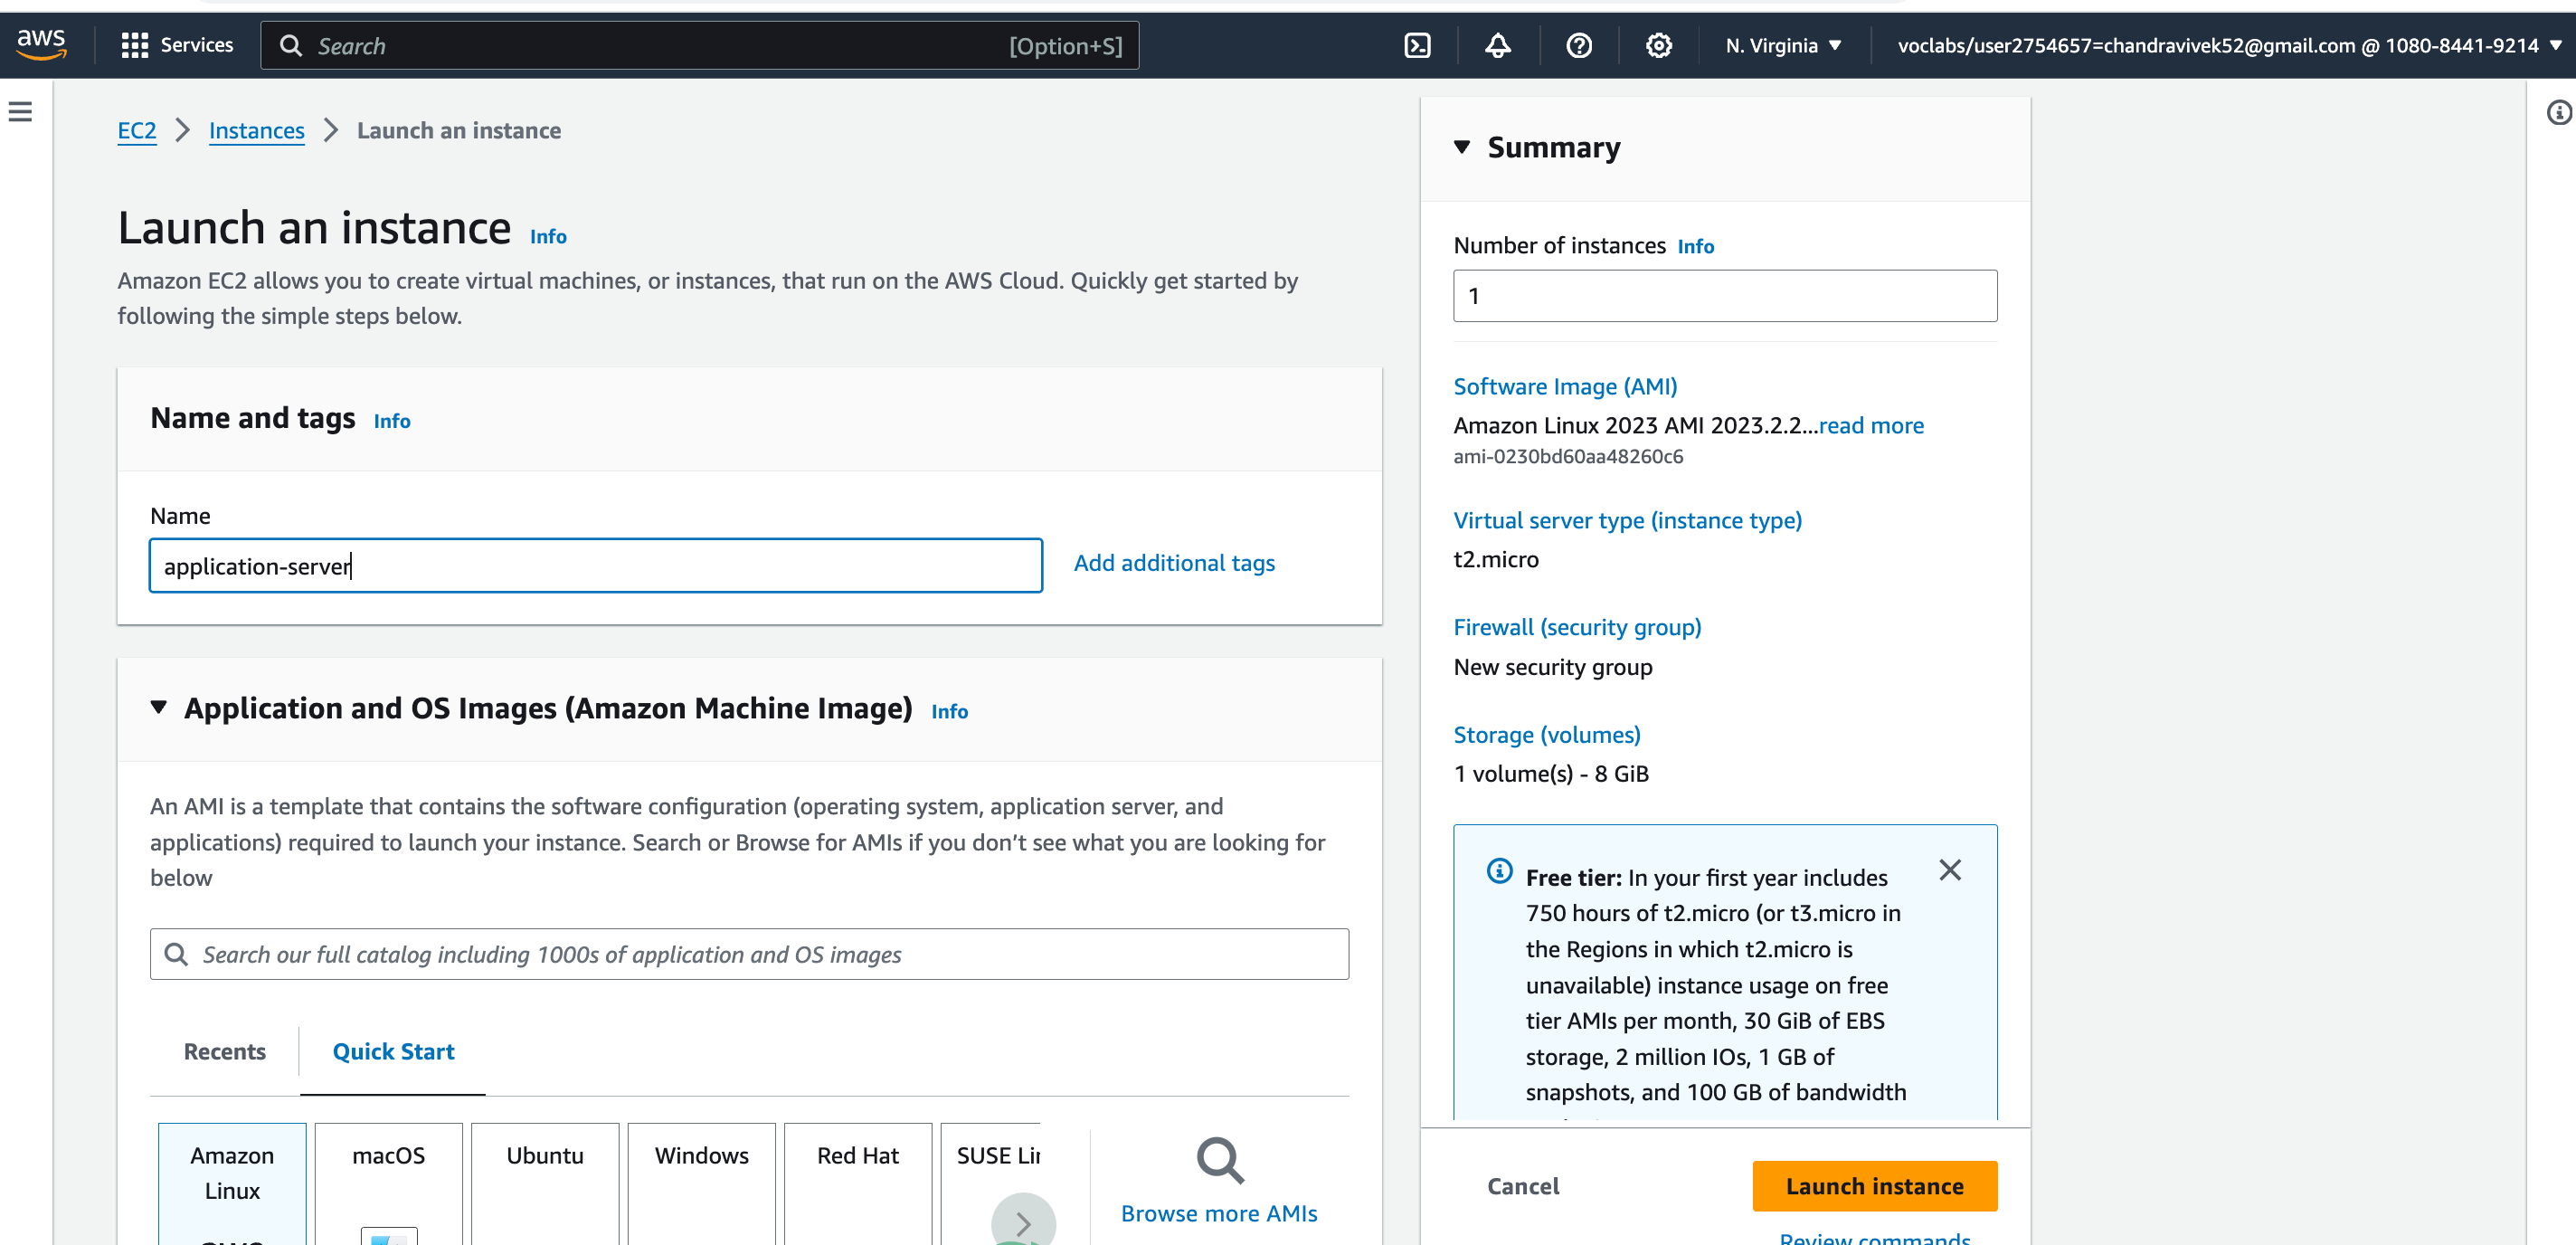 aws
Services
Search
[Option+S]
N. Virginia
voclabs/user2754657=chandravivek52@gmail.com @ 1080-8441-9214
EC2
Instances
Launch an instance
Launch an instance Info
Amazon EC2 allows you to create virtual machines, or instances, that run on the AWS Cloud. Quickly get started by
following the simple steps below.
Name and tags Info
Name
application-server
Add additional tags
Application and OS Images (Amazon Machine Image) Info
An AMI is a template that contains the software configuration (operating system, application server, and
applications) required to launch your instance. Search or Browse for AMIs if you don’t see what you are looking for
below
Search our full catalog including 1000s of application and OS images
Recents
Quick Start
Amazon
Linux
macOS
Ubuntu
Windows
Red Hat
SUSE Lir
Browse more AMIs
Summary
Number of instances Info
1
Software Image (AMI)
Amazon Linux 2023 AMI 2023.2.2...read more
ami-0230bd60aa48260c6
Virtual server type (instance type)
t2.micro
Firewall (security group)
New security group
Storage (volumes)
1 volume(s) - 8 GiB
Free tier: In your first year includes
750 hours of t2.micro (or t3.micro in
the Regions in which t2.micro is
unavailable) instance usage on free
tier AMIs per month, 30 GiB of EBS
storage, 2 million IOs, 1 GB of
snapshots, and 100 GB of bandwidth
Cancel
Launch instance
Review commands